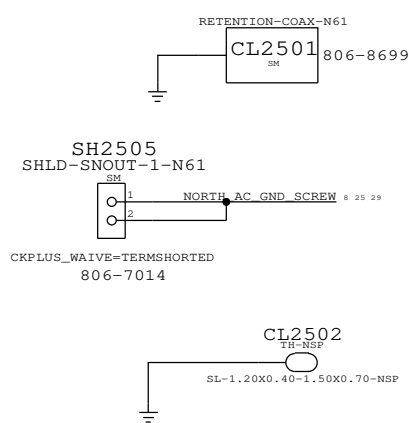 RETENTION-COAX-N61
CL2501
SM
806-8699
SH2505
SHLD-SNOUT-1-N61
SM
1
NORTH_AC_GND_SCREW 8 25 29
2
CKPLUS_WAIVE=TERMSHORTED
806-7014
CL2502
TH-NSP
SL-1.20X0.40-1.50X0.70-NSP